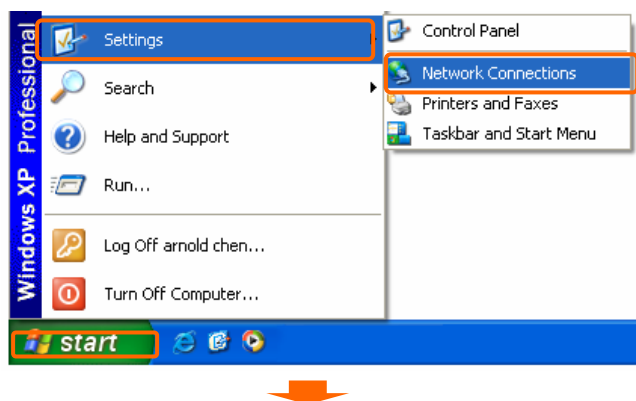 Windows XP Professional
Settings
Search
Help and Support
Run...
Log Off arnold chen...
Turn Off Computer...
Control Panel
Network Connections
Printers and Faxes
Taskbar and Start Menu
start